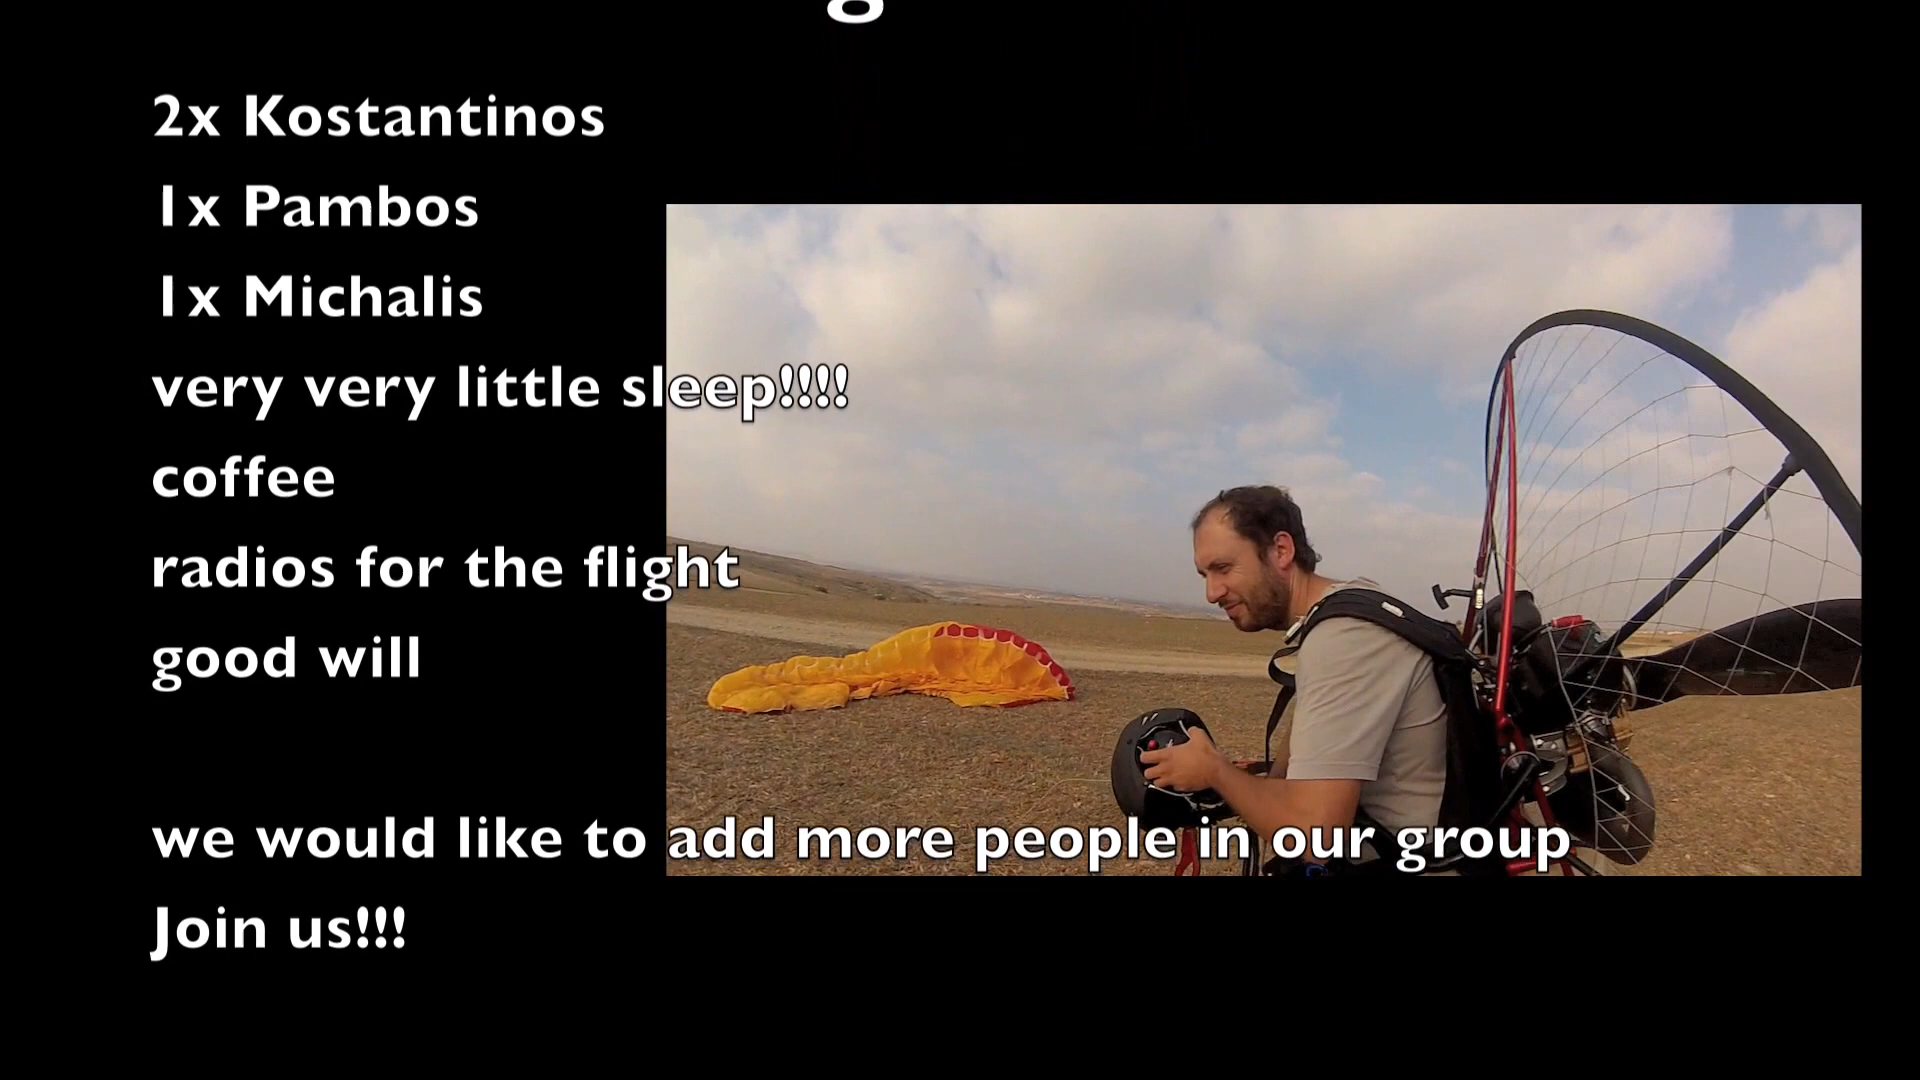 2x Kostantinos
1x Pambos
1x Michalis
very very little sleep!!!!
coffee
radios for the flight
good will
we would like to add more people in our group
Join us!!!